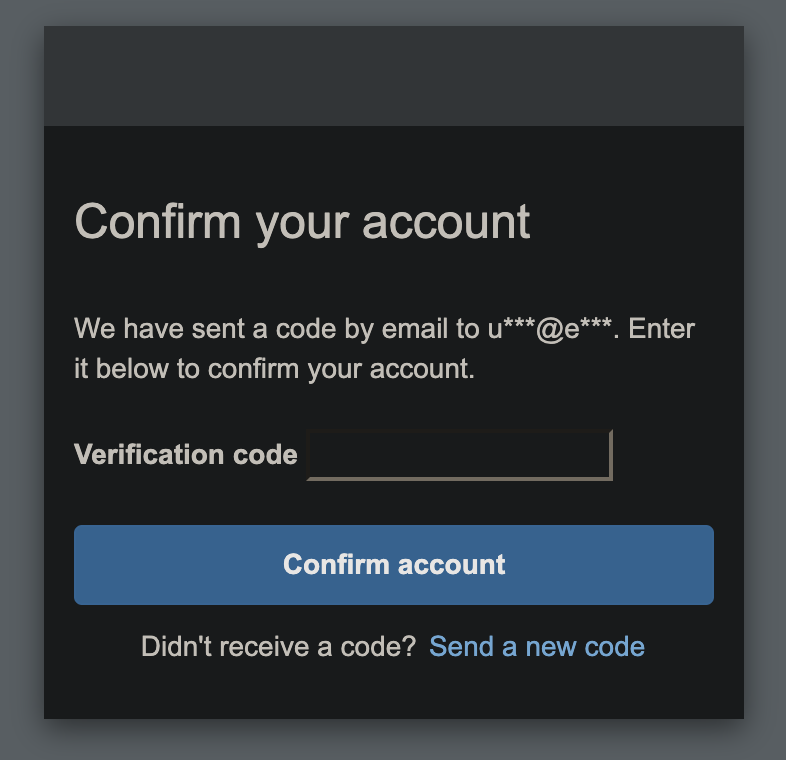 Confirm your account
We have sent a code by email to u***@e***. Enter
it below to confirm your account.
Verification code
Confirm account
Didn't receive a code? Send a new code